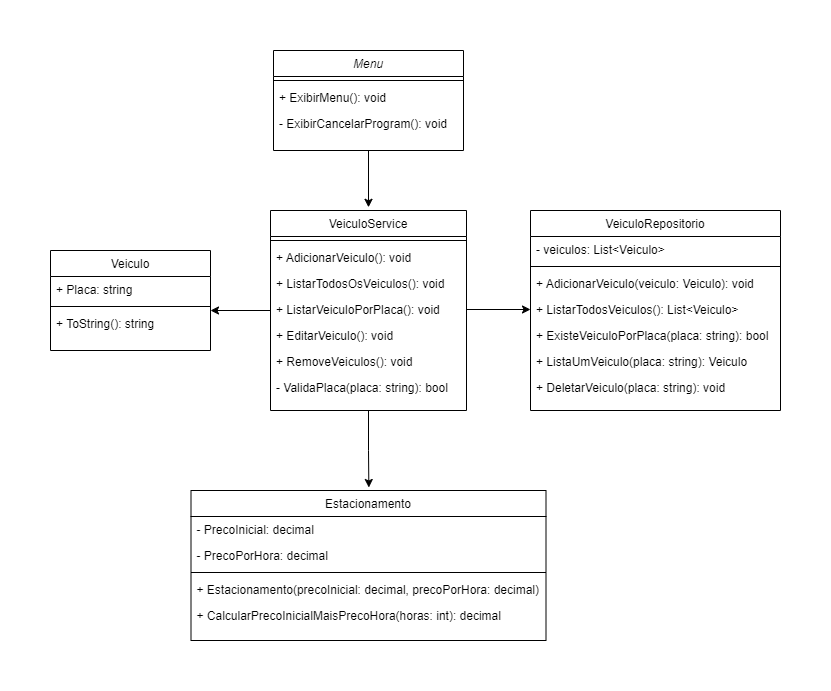 Menu
+ ExibirMenu(): void
- ExibirCancelarProgram(): void
VeiculoService
+ AdicionarVeiculo(): void
+ ListarTodosOsVeiculos(): void
+ ListarVeiculoPorPlaca(): void
+ EditarVeiculo(): void
+ RemoveVeiculos(): void
- ValidaPlaca(placa: string): bool
VeiculoRepositorio
- veiculos: List<Veiculo>
+ AdicionarVeiculo(veiculo: Veiculo): void
+ ListarTodosVeiculos(): List<Veiculo>
+ ExisteVeiculoPorPlaca(placa: string): bool
+ ListaUmVeiculo(placa: string): Veiculo
+ DeletarVeiculo(placa: string): void
Veiculo
+ Placa: string
+ ToString(): string
Estacionamento
- PrecoInicial: decimal
- PrecoPorHora: decimal
+ Estacionamento(precoInicial: decimal, precoPorHora: decimal)
+ CalcularPrecoInicialMaisPrecoHora(horas: int): decimal